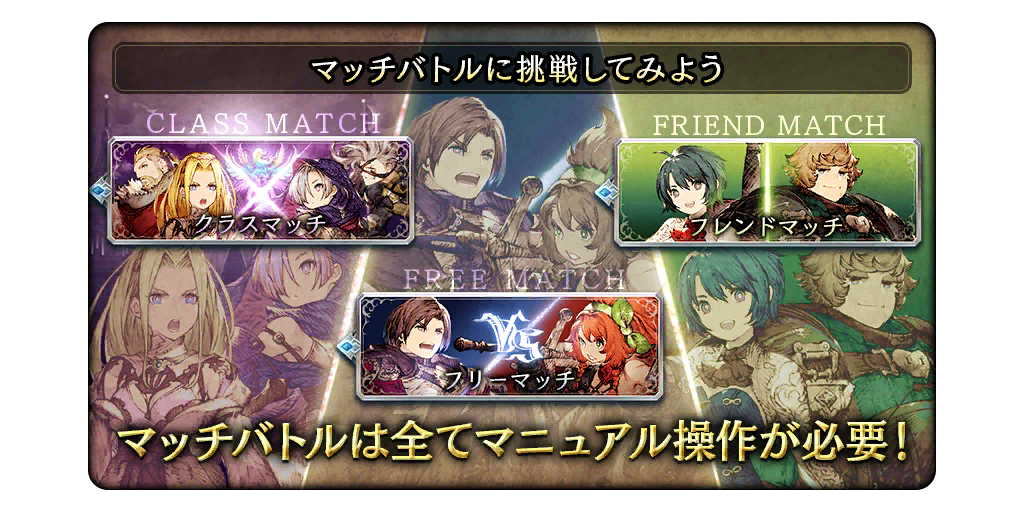 マッチバトルに挑戦してみよう
CLASS MATCH
クラスマッチ
FRIEND MATCH
フレンドマッチ
FREE MATCH
VS
フリーマッチ
マッチバトルは全てマニュアル操作が必要！